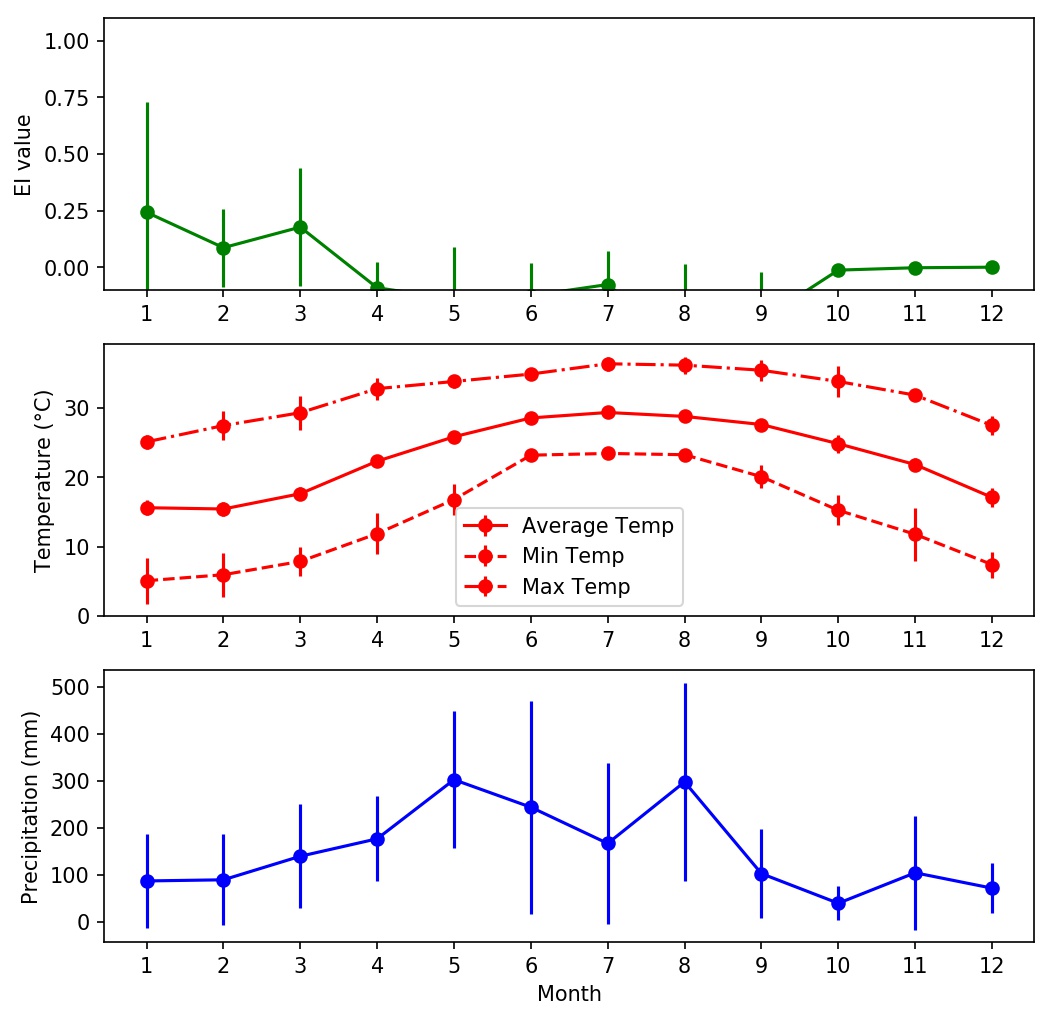 EI value
1.00
0.75
0.50
0.25
0.00
1 2 3 4 5 6 7 8 9 10 11 12
Temperature (°C)
30
20
10
0
Average Temp
Min Temp
Max Temp
1 2 3 4 5 6 7 8 9 10 11 12
Precipitation (mm)
500
400
300
200
100
0
1 2 3 4 5 6 7 8 9 10 11 12
Month